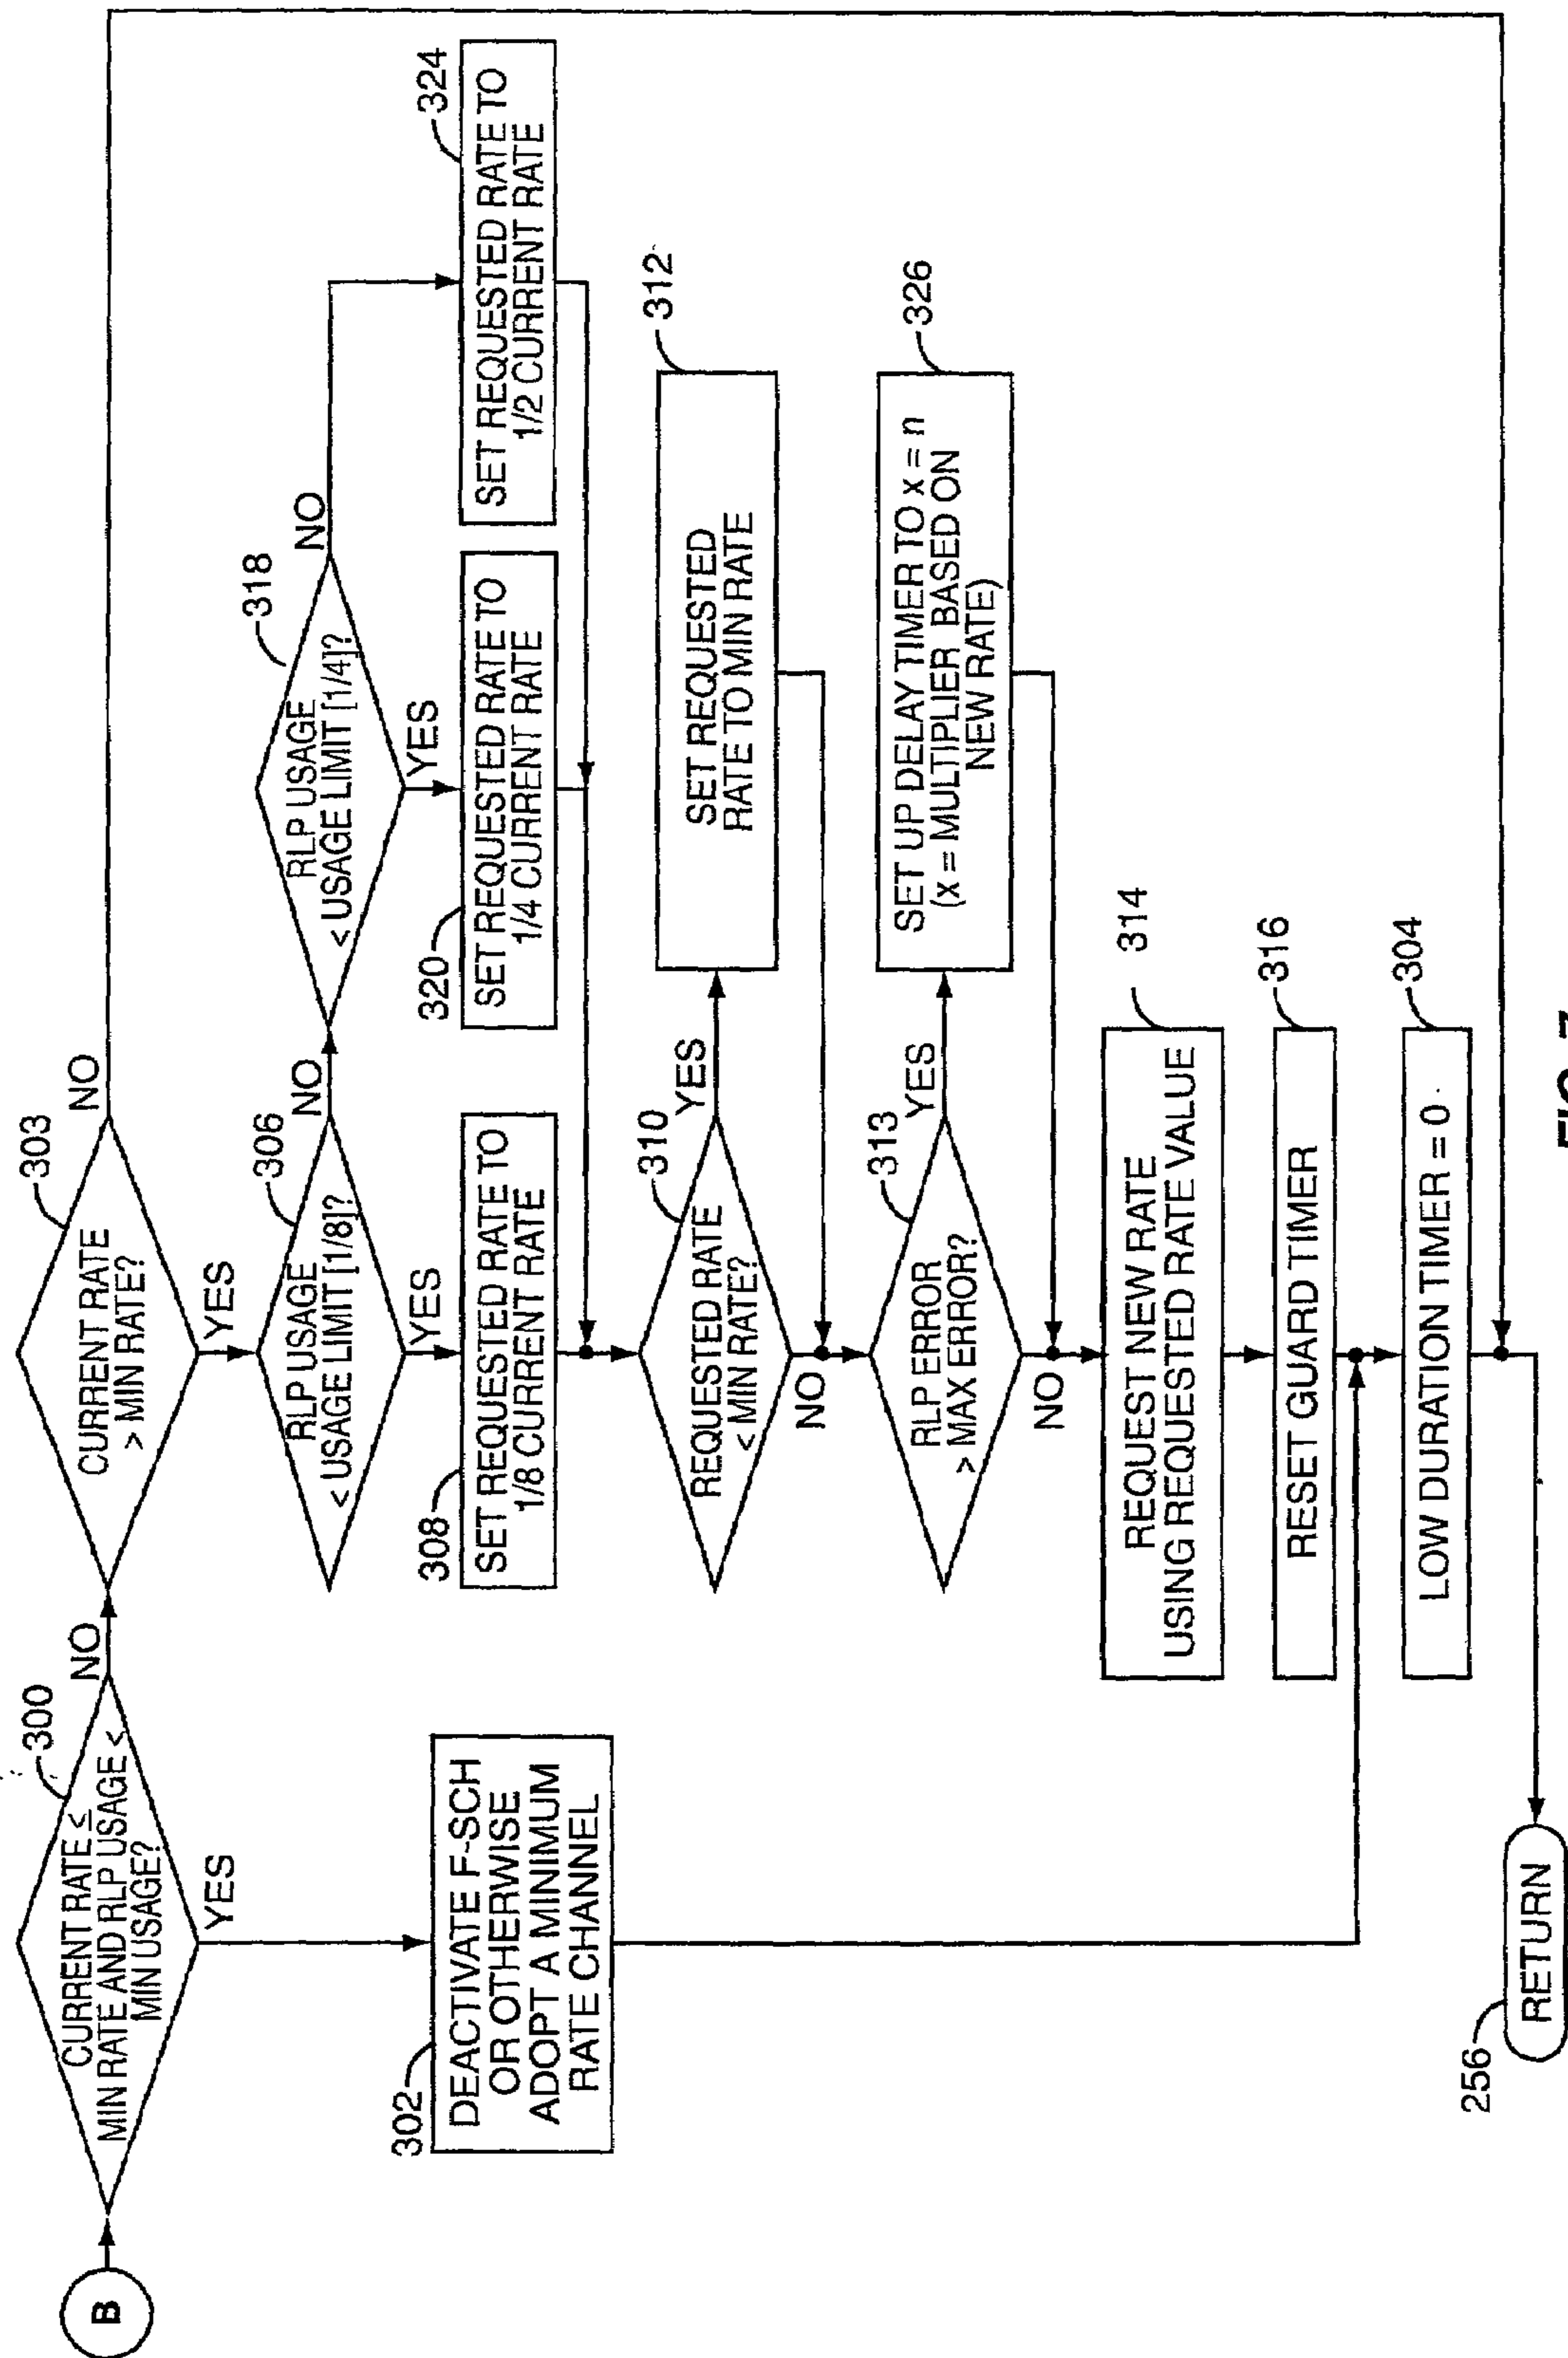 B
300
CURRENT RATE ≤
MIN RATE AND RLP USAGE <
MIN USAGE?
NO
YES
302
DEACTIVATE F-SCH
OR OTHERWISE
ADOPT A MINIMUM
RATE CHANNEL
303
CURRENT RATE
> MIN RATE?
NO
YES
306
RLP USAGE
< USAGE LIMIT [1/8]?
NO
YES
318
RLP USAGE
< USAGE LIMIT [1/4]?
NO
YES
308
SET REQUESTED RATE TO
1/8 CURRENT RATE
320
SET REQUESTED RATE TO
1/4 CURRENT RATE
324
SET REQUESTED RATE TO
1/2 CURRENT RATE
310
REQUESTED RATE
< MIN RATE?
YES
NO
312
SET REQUESTED
RATE TO MIN RATE
313
RLP ERROR
> MAX ERROR?
YES
NO
326
SET UP DELAY TIMER TO x = n
(x = MULTIPLIER BASED ON
NEW RATE)
314
REQUEST NEW RATE
USING REQUESTED RATE VALUE
316
RESET GUARD TIMER
304
LOW DURATION TIMER = 0
256
RETURN
FIG. 7